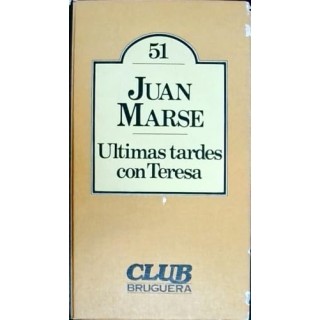 51
JUAN
MARSE
Ultimas tardes
con Teresa
CLUB
BRUGUERA